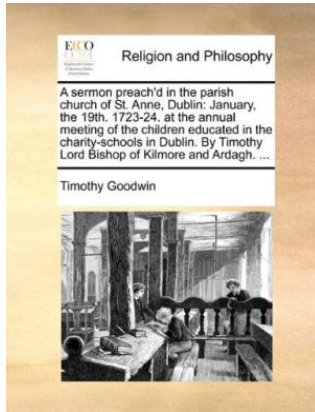 ECCO
Religion and Philosophy
A sermon preach'd in the parish
church of St. Anne, Dublin: January,
the 19th. 1723-24. at the annual
meeting of the children educated in the
charity-schools in Dublin. By Timothy
Lord Bishop of Kilmore and Ardagh. ...
Timothy Goodwin